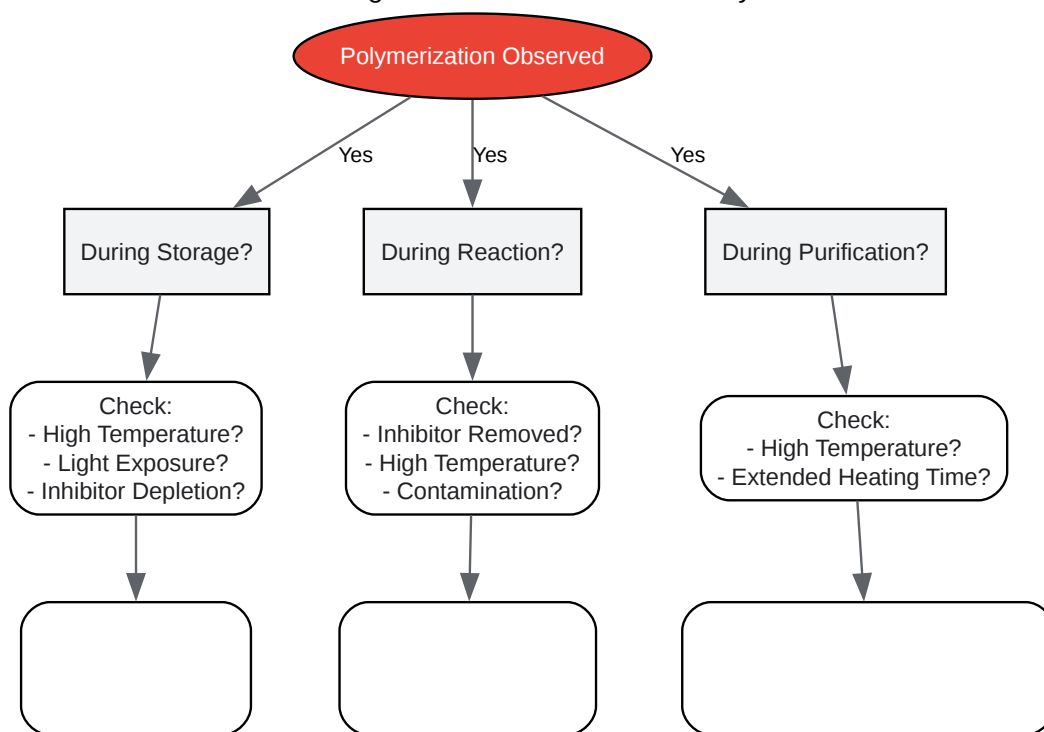 Polymerization Observed
Yes
Yes
Yes
During Storage?
During Reaction?
During Purification?
Check:
- High Temperature?
- Light Exposure?
- Inhibitor Depletion?
Check:
- Inhibitor Removed?
- High Temperature?
- Contamination?
Check:
- High Temperature?
- Extended Heating Time?